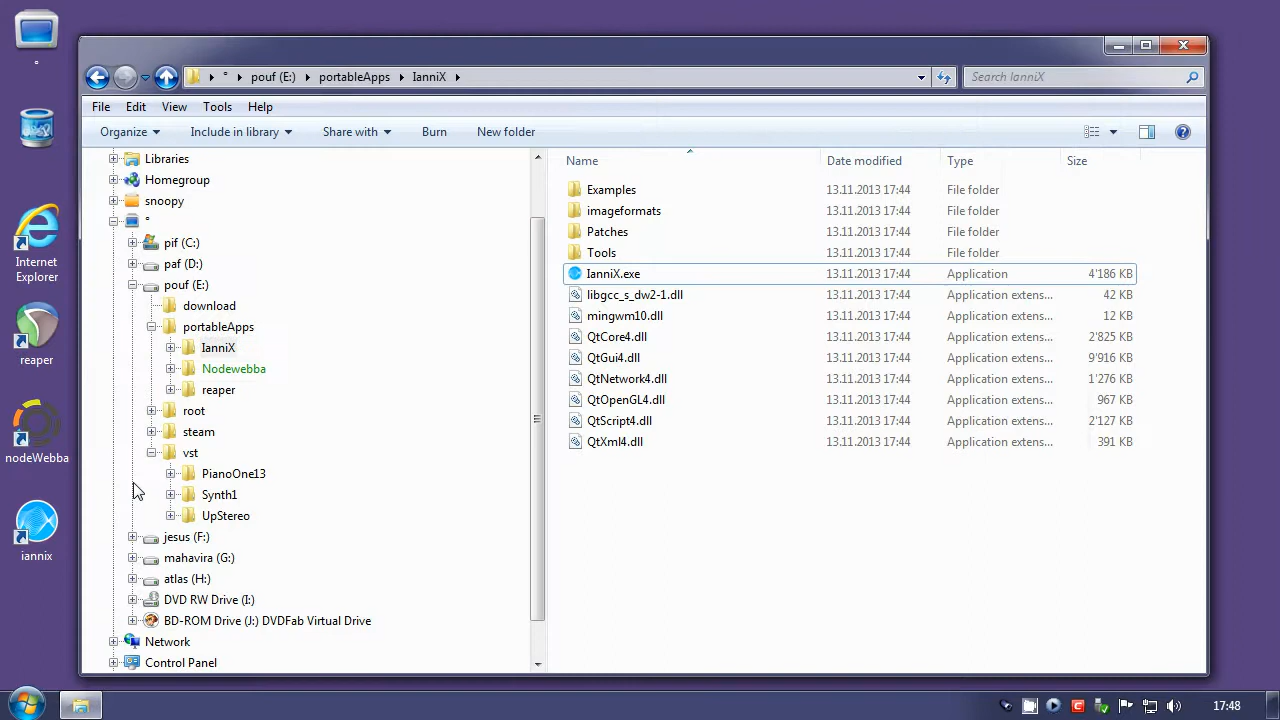 ° pouf (E:) portableApps IanniX Search IanniX
File Edit View Tools Help
Organize Include in library Share with Burn New folder
Internet
Explorer
reaper
nodeWebba
iannix
Libraries
Homegroup
snoopy
°
pif (C:)
paf (D:)
pouf (E:)
download
portableApps
IanniX
Nodewebba
reaper
root
steam
vst
PianoOne13
Synth1
UpStereo
jesus (F:)
mahavira (G:)
atlas (H:)
DVD RW Drive (I:)
BD-ROM Drive (J:) DVDFab Virtual Drive
Network
Control Panel
Name Date modified Type Size
Examples 13.11.2013 17:44 File folder
imageformats 13.11.2013 17:44 File folder
Patches 13.11.2013 17:44 File folder
Tools 13.11.2013 17:44 File folder
IanniX.exe 13.11.2013 17:44 Application 4'186 KB
libgcc_s_dw2-1.dll 13.11.2013 17:44 Application extens... 42 KB
mingwm10.dll 13.11.2013 17:44 Application extens... 12 KB
QtCore4.dll 13.11.2013 17:44 Application extens... 2'825 KB
QtGui4.dll 13.11.2013 17:44 Application extens... 9'916 KB
QtNetwork4.dll 13.11.2013 17:44 Application extens... 1'276 KB
QtOpenGL4.dll 13.11.2013 17:44 Application extens... 967 KB
QtScript4.dll 13.11.2013 17:44 Application extens... 2'127 KB
QtXml4.dll 13.11.2013 17:44 Application extens... 391 KB
17:48